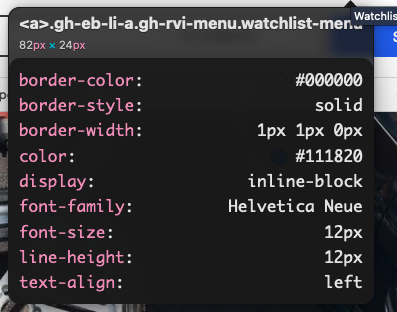 <a>.gh-eb-li-a.gh-rvi-menu.watchlist-menu
Watchlis
82px × 24px
border-color: #000000
border-style: solid
border-width: 1px 1px 0px
color: #111820
display: inline-block
font-family: Helvetica Neue
font-size: 12px
line-height: 12px
text-align: left